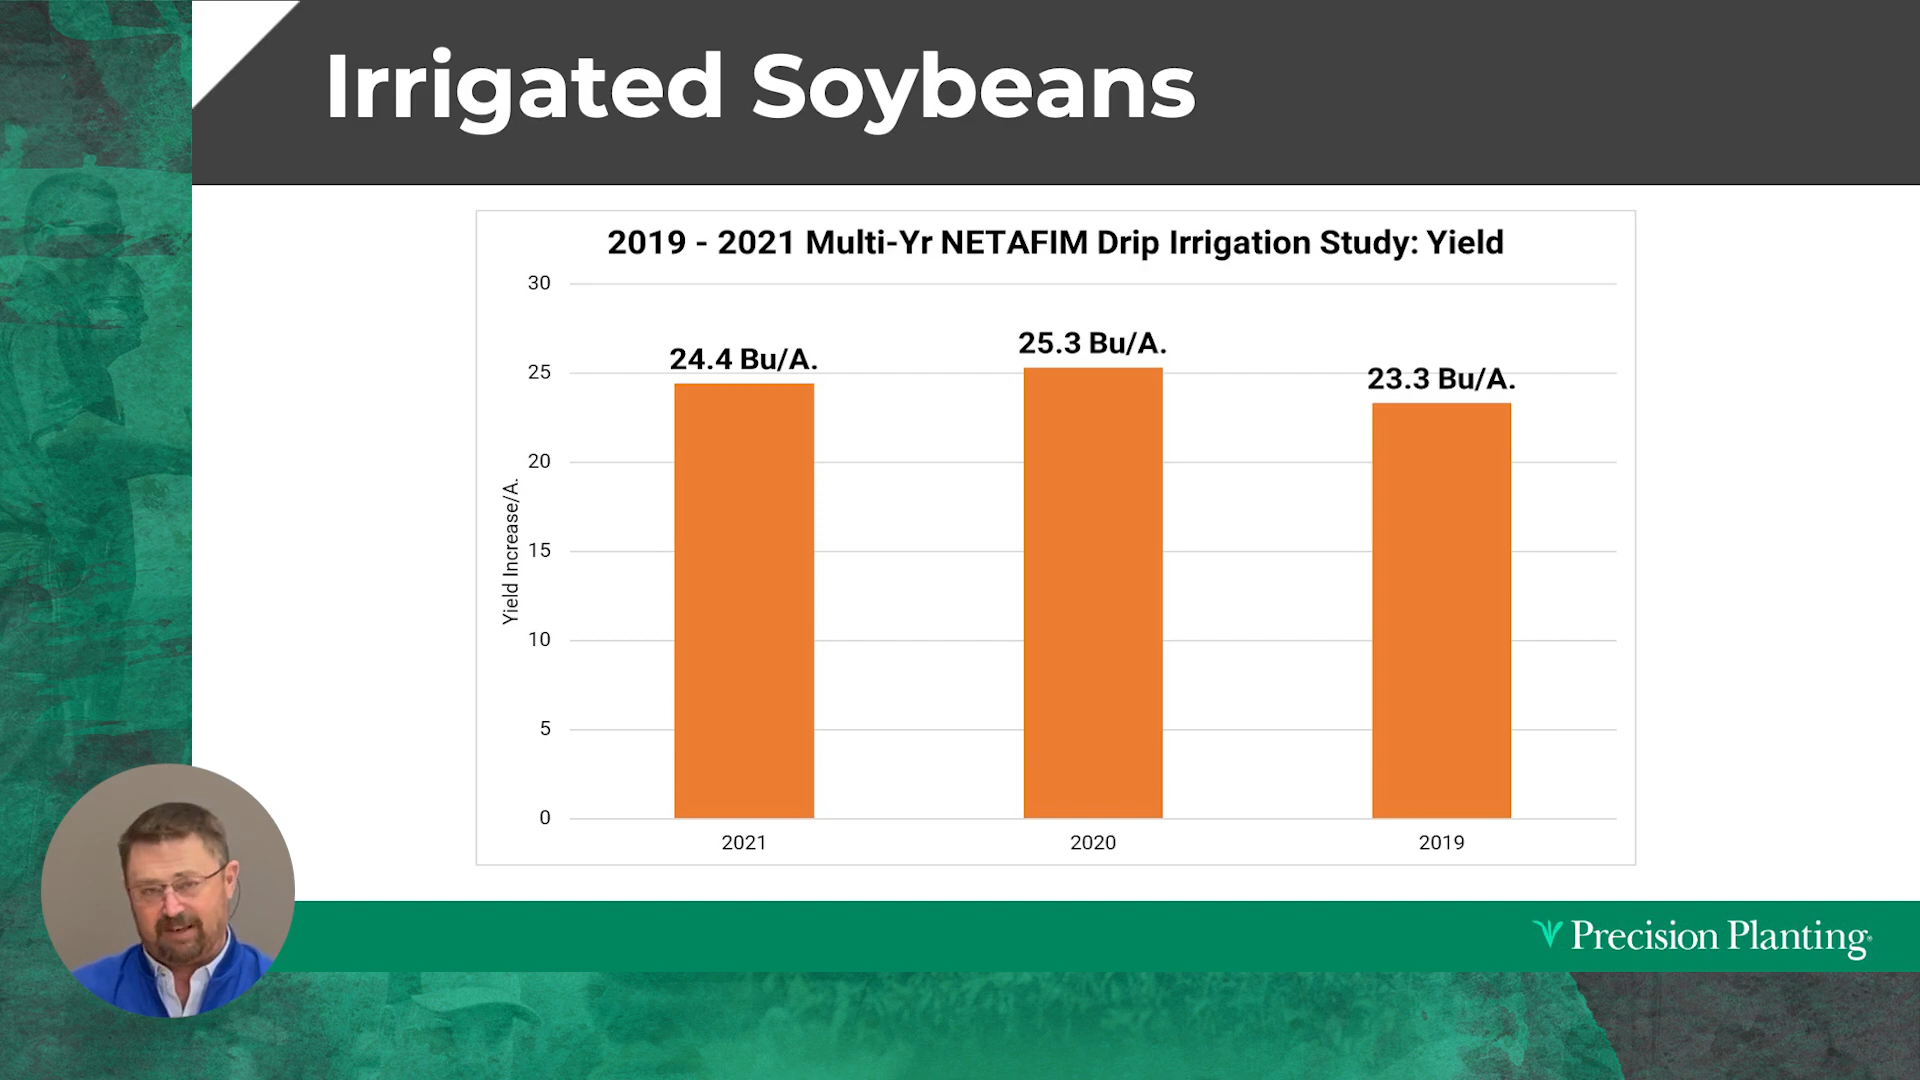 Irrigated Soybeans
2019 - 2021 Multi-Yr NETAFIM Drip Irrigation Study: Yield
30
25
20
15
10
5
0
Yield Increase/A.
24.4 Bu/A.
25.3 Bu/A.
23.3 Bu/A.
2021
2020
2019
Precision Planting